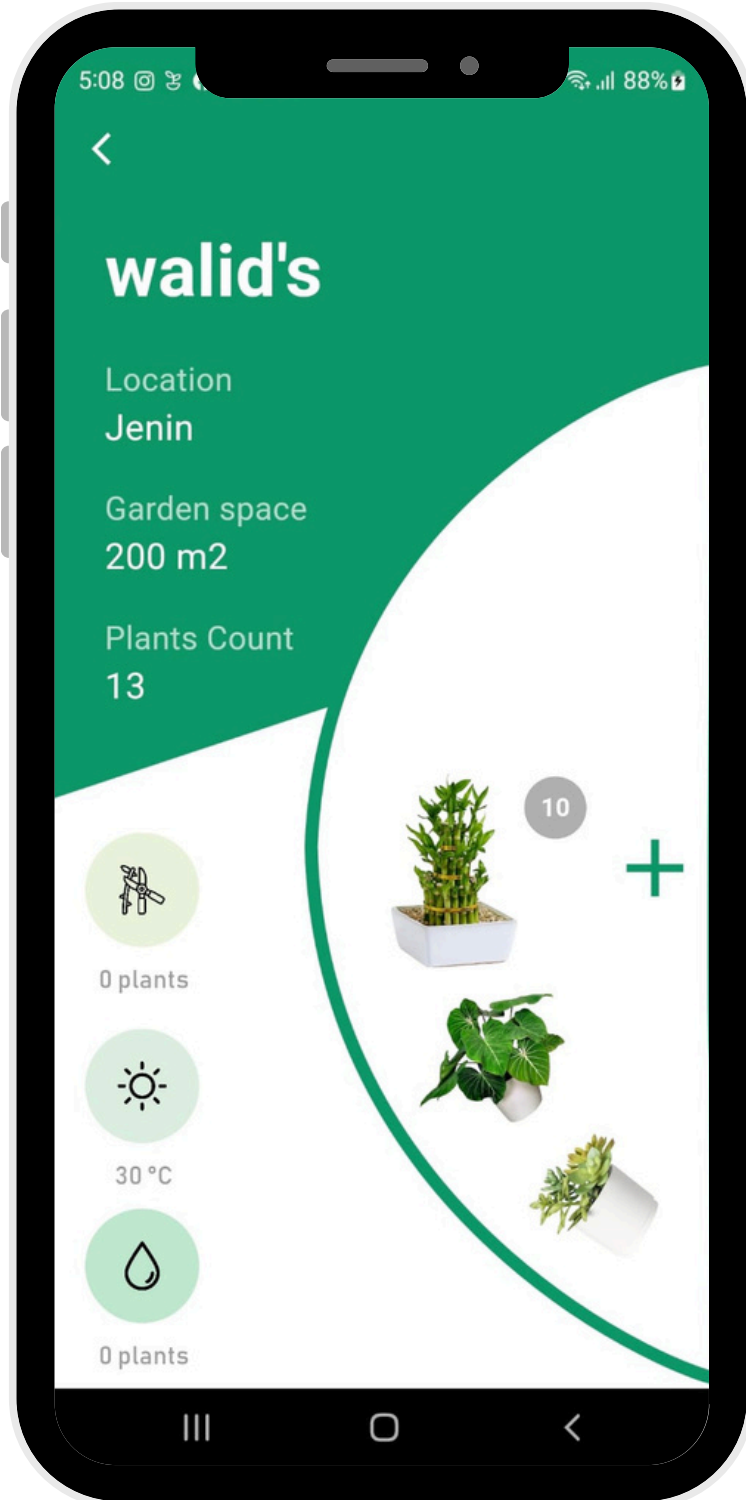 5:08
88%
walid's
Location
Jenin
Garden space
200 m2
Plants Count
13
10
0 plants
30 °C
0 plants